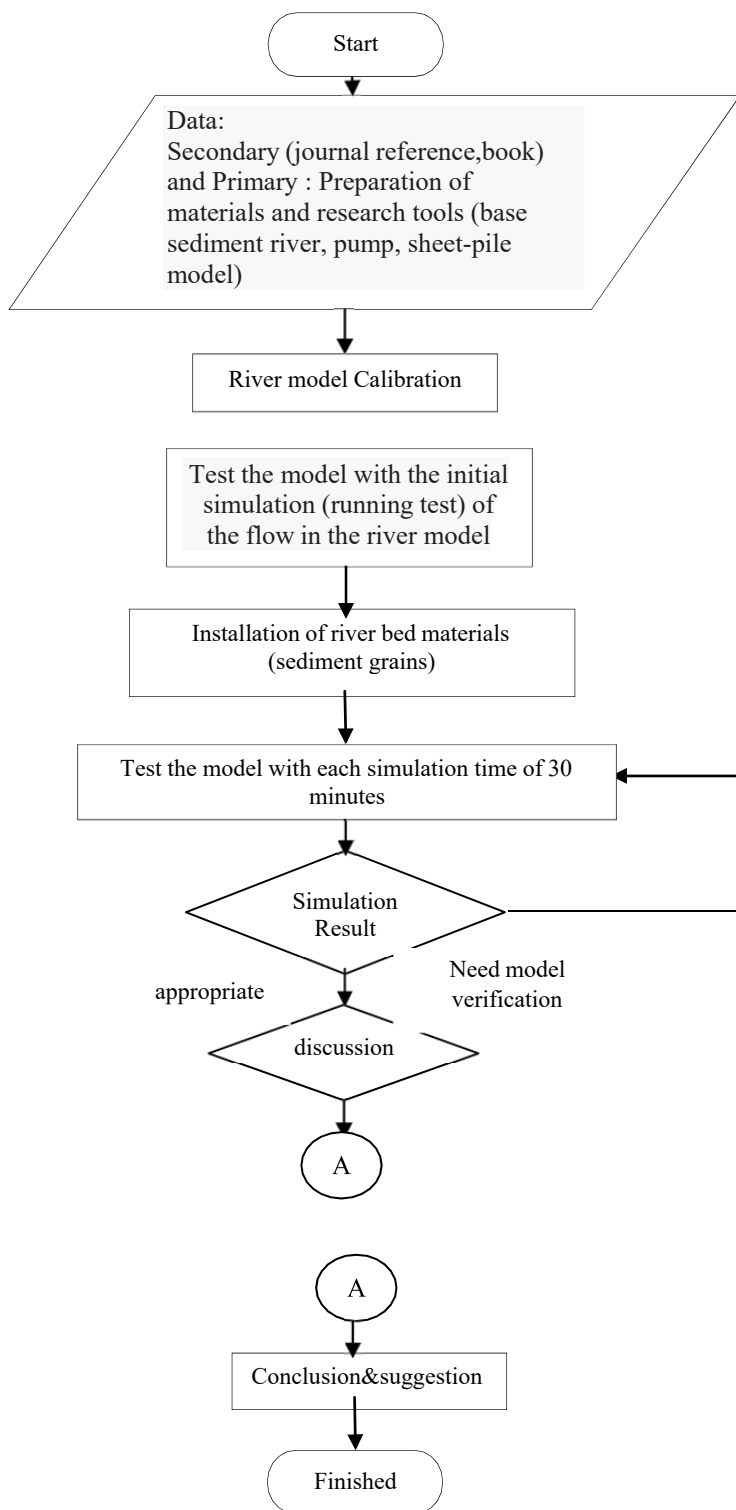 Start
Data:
Secondary (journal reference,book)
and Primary : Preparation of
materials and research tools (base
sediment river, pump, sheet-pile
model)
River model Calibration
Test the model with the initial
simulation (running test) of
the flow in the river model
Installation of river bed materials
(sediment grains)
Test the model with each simulation time of 30
minutes
Simulation
Result
appropriate
Need model
verification
discussion
A
A
Conclusion&suggestion
Finished